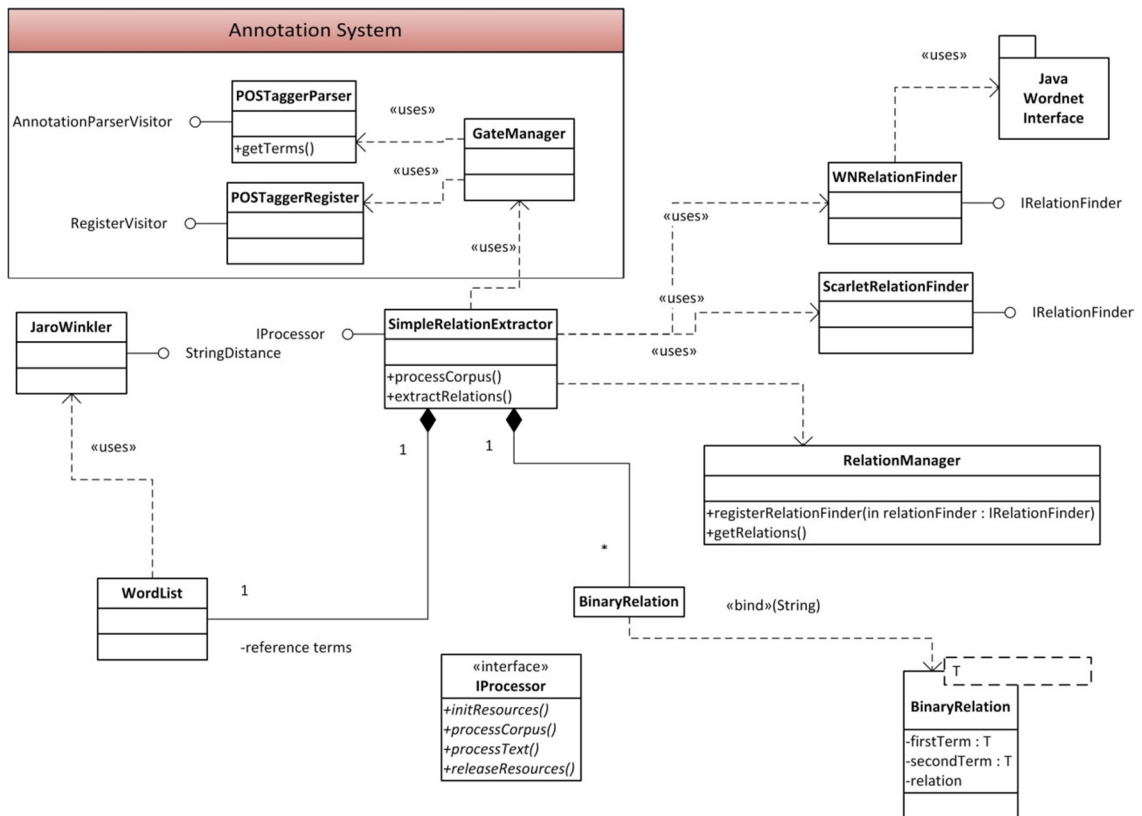 Annotation System
POSTaggerParser
+getTerms()
AnnotationParserVisitor
«uses»
GateManager
«uses»
POSTaggerRegister
RegisterVisitor
«uses»
«uses»
Java
Wordnet
Interface
WNRelationFinder
IRelationFinder
«uses»
ScarletRelationFinder
IRelationFinder
«uses»
«uses»
JaroWinkler
StringDistance
IProcessor
SimpleRelationExtractor
+processCorpus()
+extractRelations()
«uses»
1
1
RelationManager
+registerRelationFinder(in relationFinder : IRelationFinder)
+getRelations()
*
WordList
1
-reference terms
BinaryRelation
«bind»(String)
«interface»
IProcessor
+initResources()
+processCorpus()
+processText()
+releaseResources()
T
BinaryRelation
-firstTerm : T
-secondTerm : T
-relation